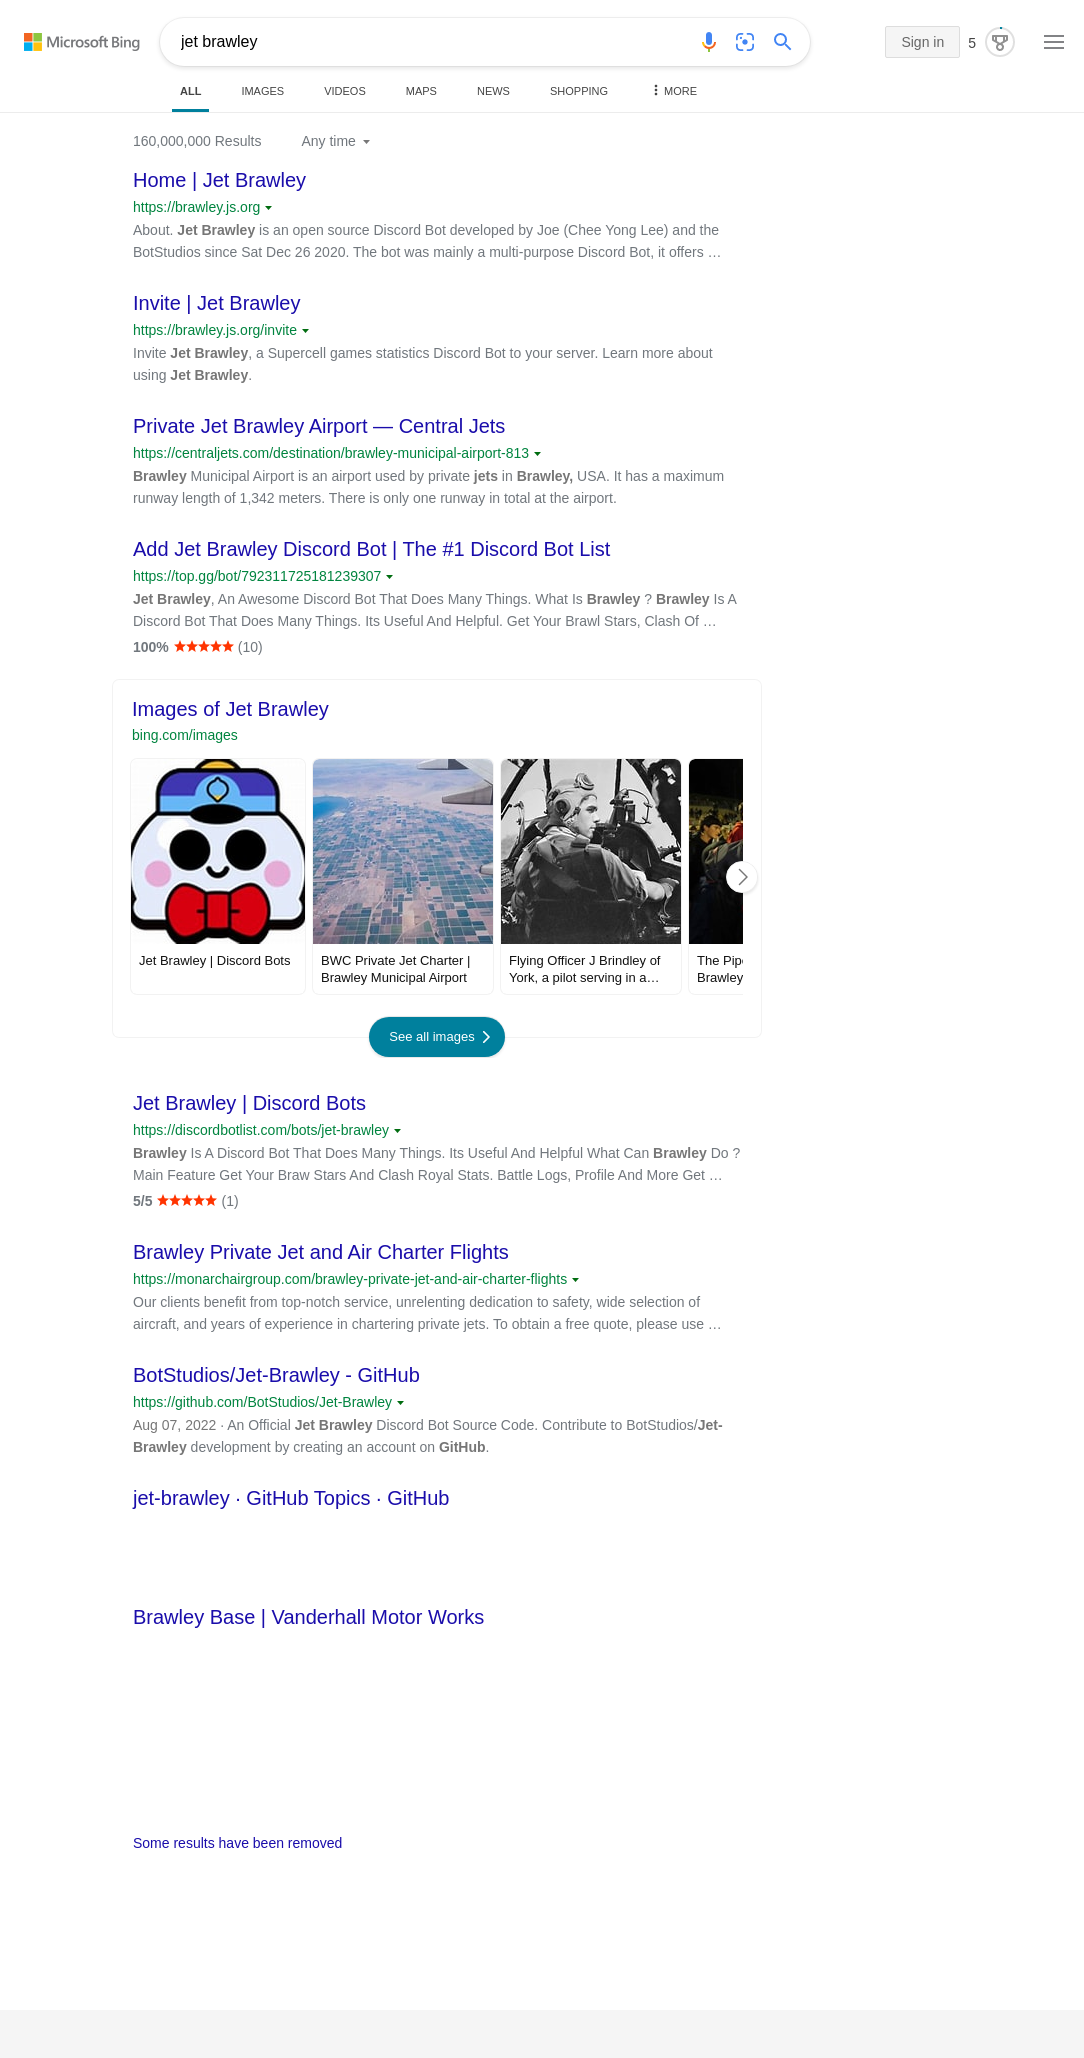 Microsoft Bing
jet brawley
Sign in
5
ALL
IMAGES
VIDEOS
MAPS
NEWS
SHOPPING
MORE
160,000,000 Results
Any time
Home | Jet Brawley
https://brawley.js.org
About. Jet Brawley is an open source Discord Bot developed by Joe (Chee Yong Lee) and the
BotStudios since Sat Dec 26 2020. The bot was mainly a multi-purpose Discord Bot, it offers …
Invite | Jet Brawley
https://brawley.js.org/invite
Invite Jet Brawley, a Supercell games statistics Discord Bot to your server. Learn more about
using Jet Brawley.
Private Jet Brawley Airport — Central Jets
https://centraljets.com/destination/brawley-municipal-airport-813
Brawley Municipal Airport is an airport used by private jets in Brawley, USA. It has a maximum
runway length of 1,342 meters. There is only one runway in total at the airport.
Add Jet Brawley Discord Bot | The #1 Discord Bot List
https://top.gg/bot/792311725181239307
Jet Brawley, An Awesome Discord Bot That Does Many Things. What Is Brawley ? Brawley Is A
Discord Bot That Does Many Things. Its Useful And Helpful. Get Your Brawl Stars, Clash Of …
100% ★★★★★ (10)
Images of Jet Brawley
bing.com/images
Jet Brawley | Discord Bots
BWC Private Jet Charter |
Brawley Municipal Airport
Flying Officer J Brindley of
York, a pilot serving in a…
The Pip
Brawley
See all images
Jet Brawley | Discord Bots
https://discordbotlist.com/bots/jet-brawley
Brawley Is A Discord Bot That Does Many Things. Its Useful And Helpful What Can Brawley Do ?
Main Feature Get Your Braw Stars And Clash Royal Stats. Battle Logs, Profile And More Get …
5/5 ★★★★★ (1)
Brawley Private Jet and Air Charter Flights
https://monarchairgroup.com/brawley-private-jet-and-air-charter-flights
Our clients benefit from top-notch service, unrelenting dedication to safety, wide selection of
aircraft, and years of experience in chartering private jets. To obtain a free quote, please use …
BotStudios/Jet-Brawley - GitHub
https://github.com/BotStudios/Jet-Brawley
Aug 07, 2022 · An Official Jet Brawley Discord Bot Source Code. Contribute to BotStudios/Jet-
Brawley development by creating an account on GitHub.
jet-brawley · GitHub Topics · GitHub
Brawley Base | Vanderhall Motor Works
Some results have been removed